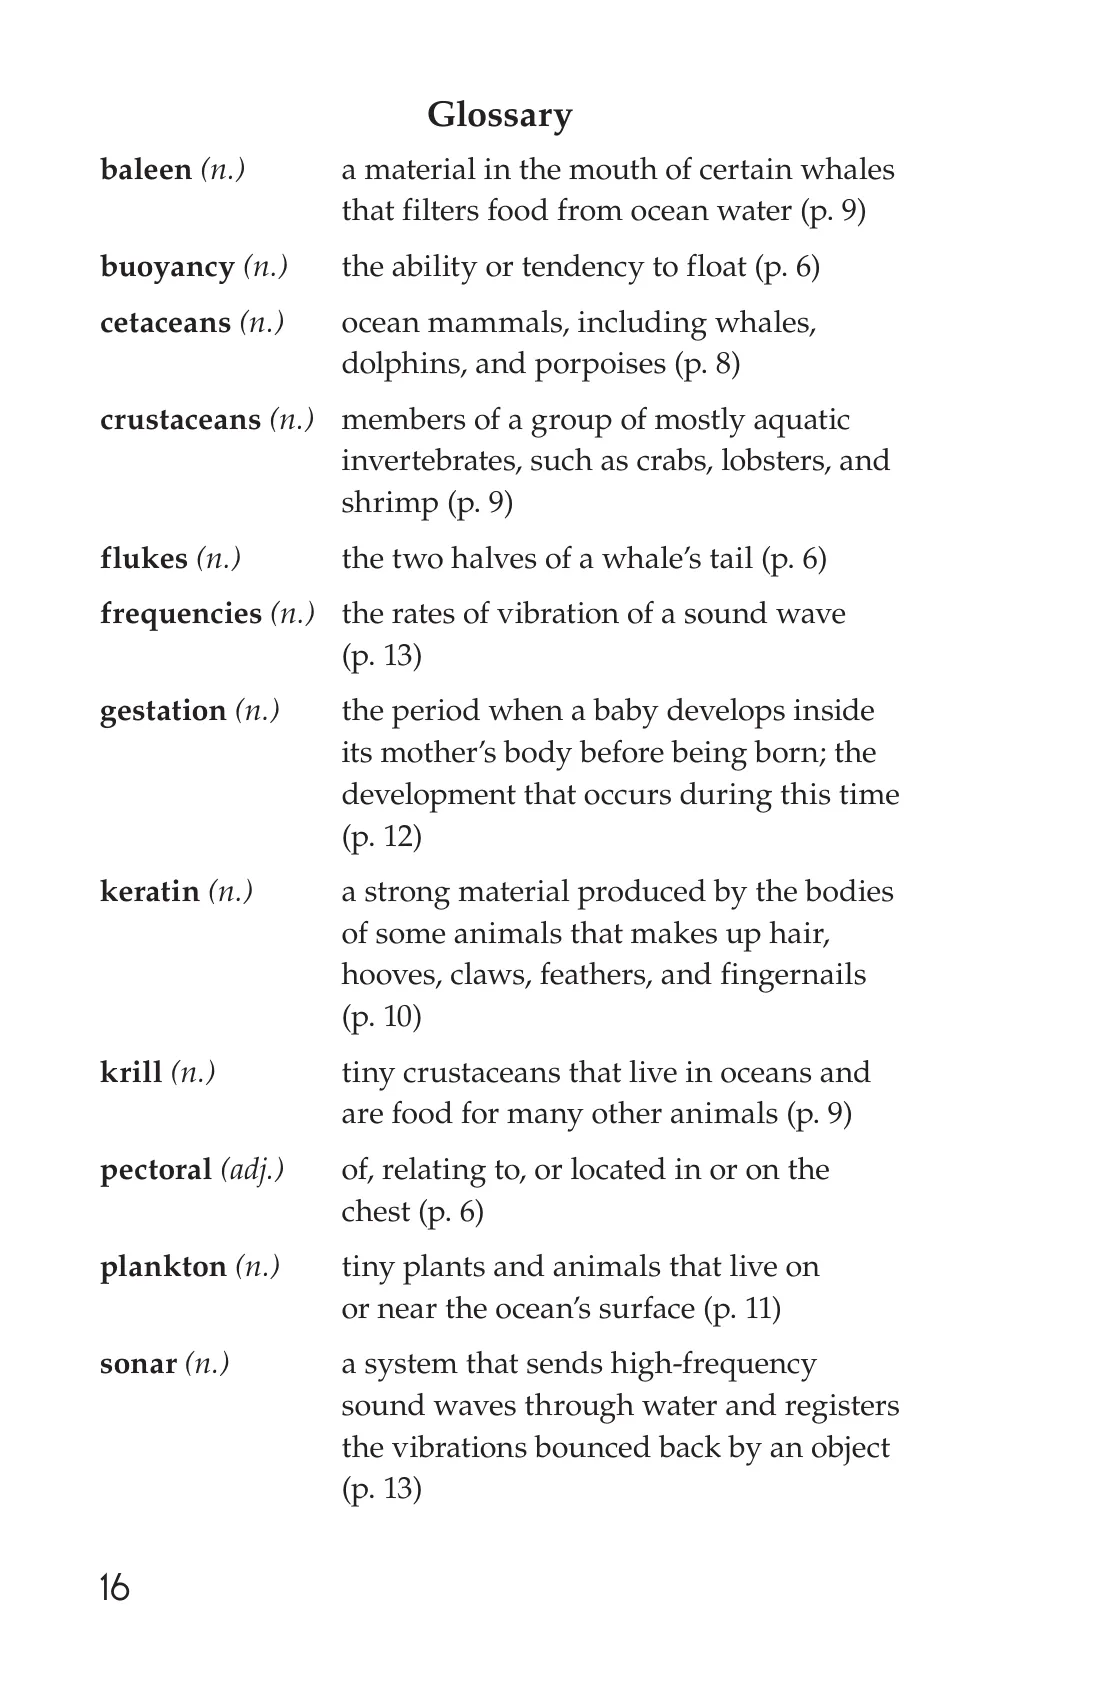 Glossary
baleen (n.) a material in the mouth of certain whales
that filters food from ocean water (p. 9)
buoyancy (n.) the ability or tendency to float (p. 6)
cetaceans (n.) ocean mammals, including whales,
dolphins, and porpoises (p. 8)
crustaceans (n.) members of a group of mostly aquatic
invertebrates, such as crabs, lobsters, and
shrimp (p. 9)
flukes (n.) the two halves of a whale’s tail (p. 6)
frequencies (n.) the rates of vibration of a sound wave
(p. 13)
gestation (n.) the period when a baby develops inside
its mother’s body before being born; the
development that occurs during this time
(p. 12)
keratin (n.) a strong material produced by the bodies
of some animals that makes up hair,
hooves, claws, feathers, and fingernails
(p. 10)
krill (n.) tiny crustaceans that live in oceans and
are food for many other animals (p. 9)
pectoral (adj.) of, relating to, or located in or on the
chest (p. 6)
plankton (n.) tiny plants and animals that live on
or near the ocean’s surface (p. 11)
sonar (n.) a system that sends high-frequency
sound waves through water and registers
the vibrations bounced back by an object
(p. 13)
16